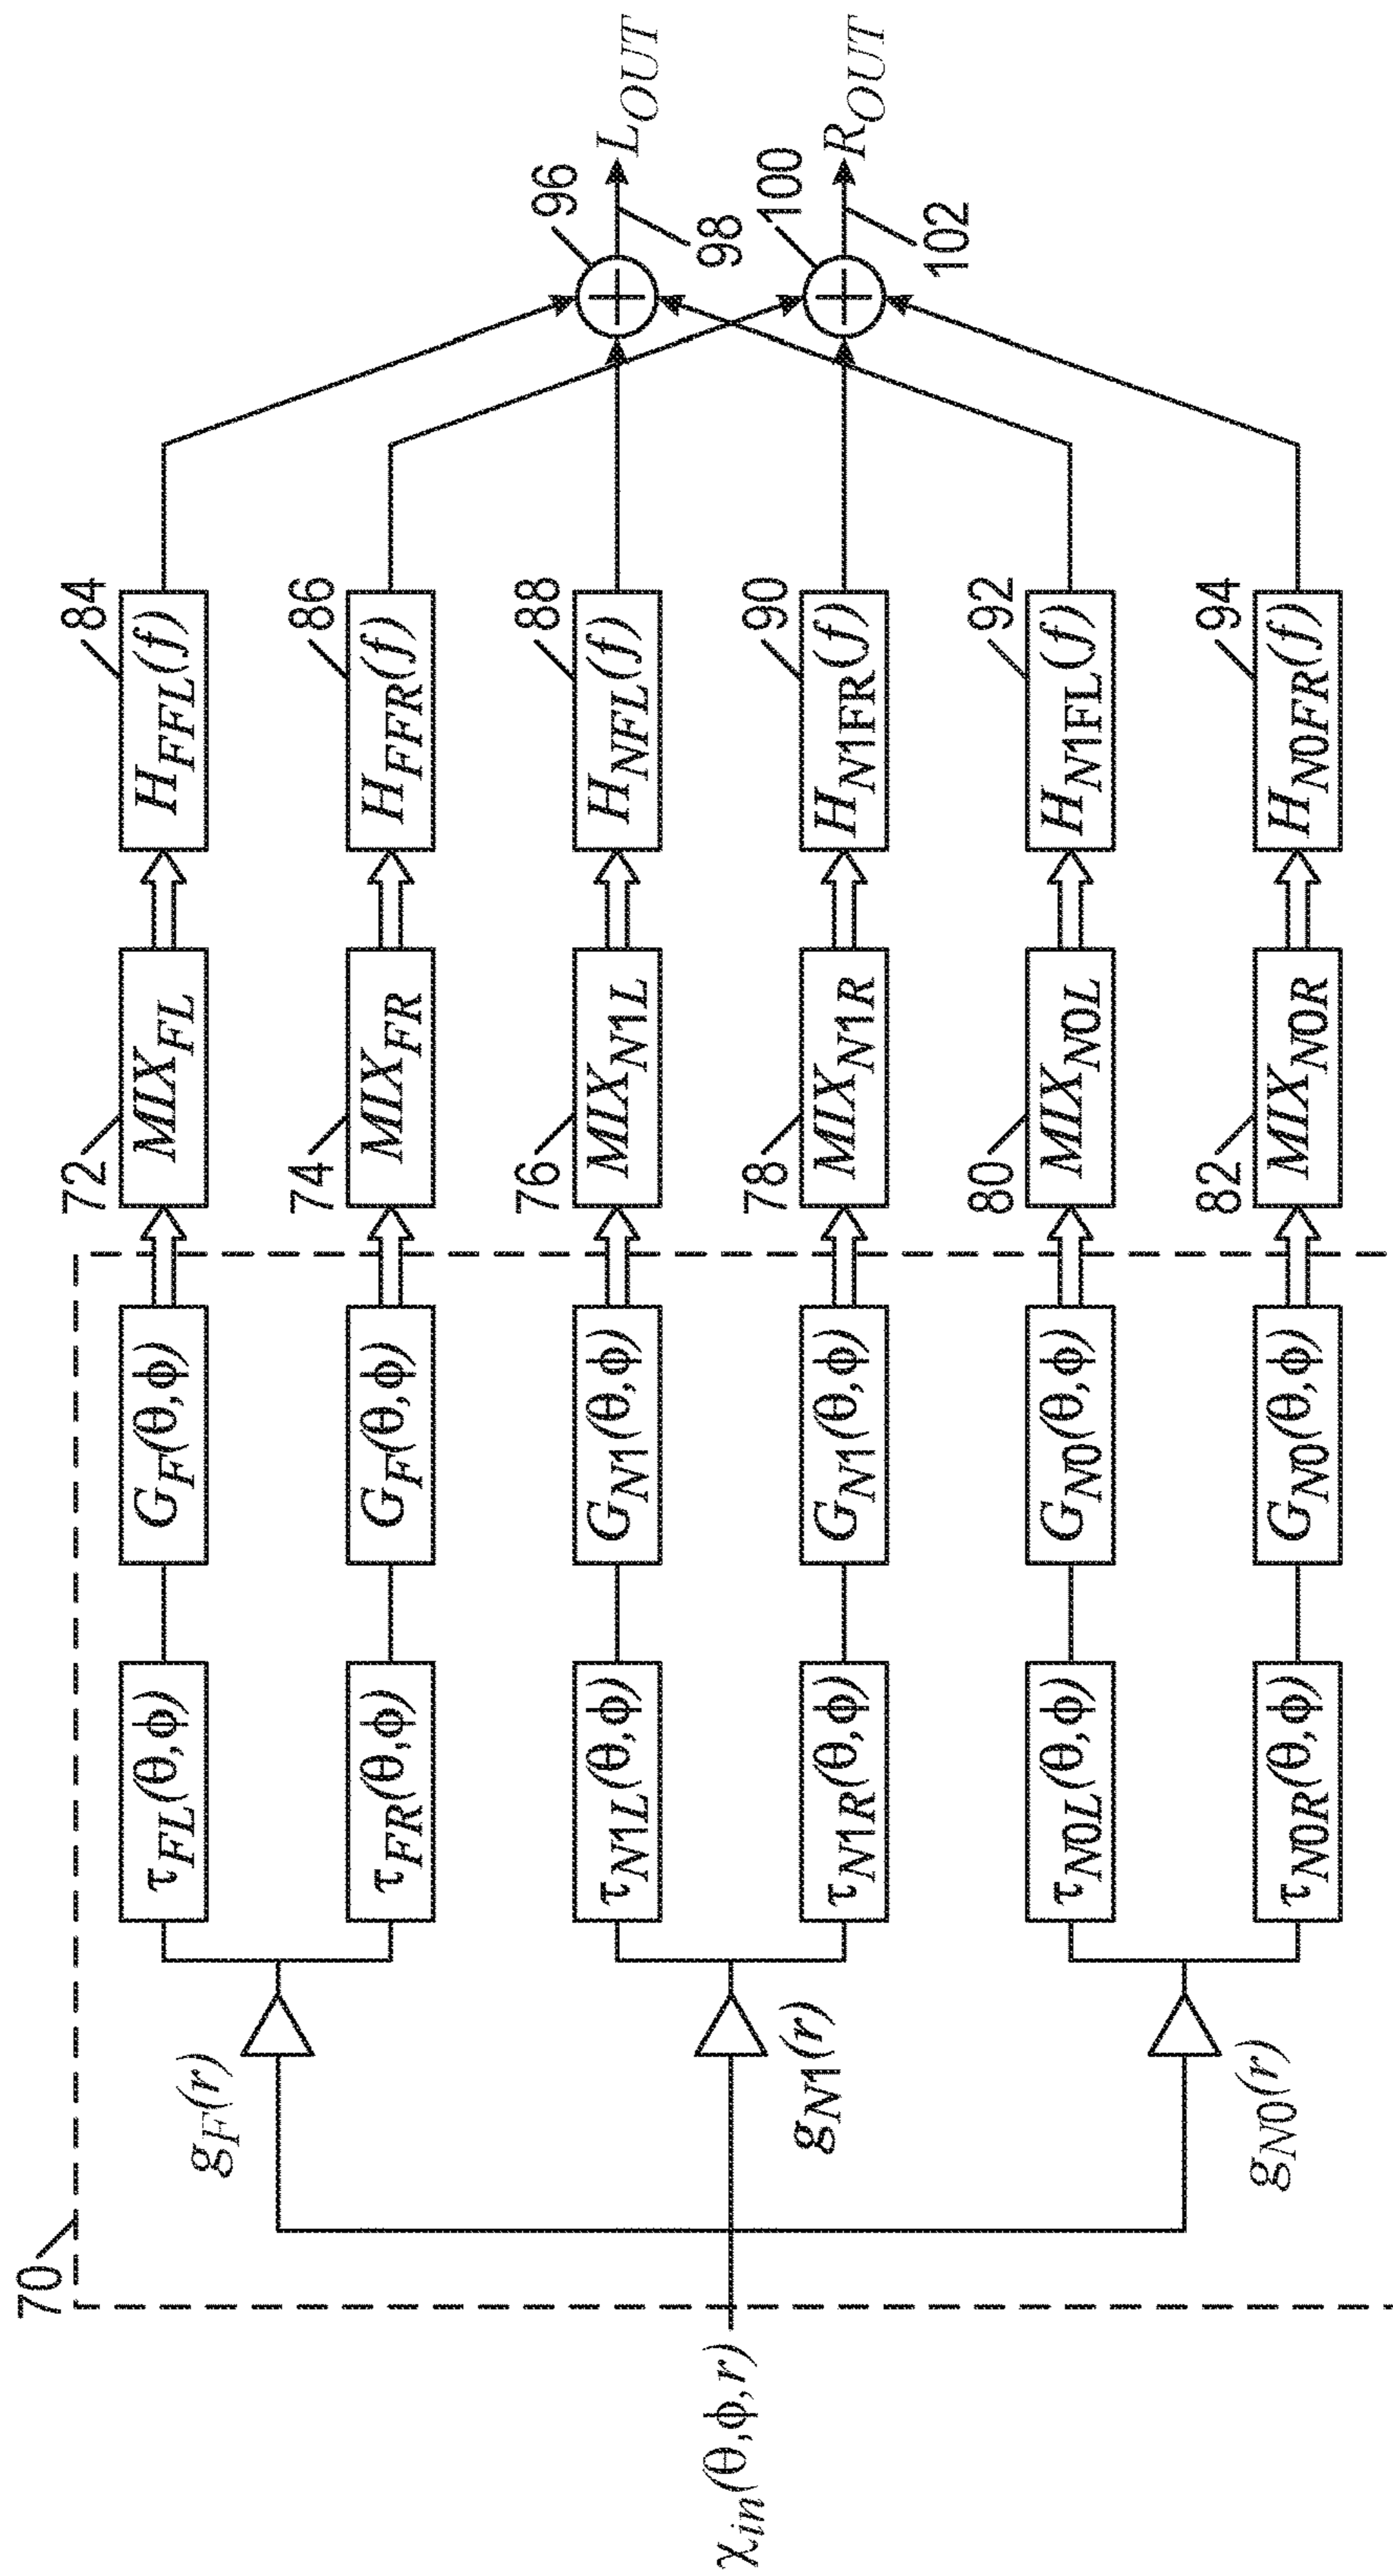 70
χin(θ,ϕ,r)
gF(r)
gN1(r)
gN0(r)
τFL(θ,ϕ)
GF(θ,ϕ)
72
MIXFL
84
HFFL(f)
τFR(θ,ϕ)
GF(θ,ϕ)
74
MIXFR
86
HFFR(f)
τN1L(θ,ϕ)
GN1(θ,ϕ)
76
MIXN1L
88
HNFL(f)
τN1R(θ,ϕ)
GN1(θ,ϕ)
78
MIXN1R
90
HN1FR(f)
τN0L(θ,ϕ)
GN0(θ,ϕ)
80
MIXN0L
92
HN1FL(f)
τN0R(θ,ϕ)
GN0(θ,ϕ)
82
MIXN0R
94
HN0FR(f)
96
+
98
LOUT
100
+
102
ROUT